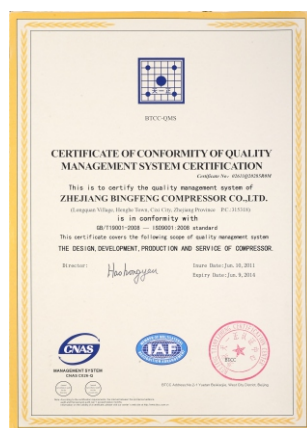 BTCC-QMS
CERTIFICATE OF CONFORMITY OF QUALITY
MANAGEMENT SYSTEM CERTIFICATION
Certificate No:
This is to certify the quality management system of
ZHEJIANG BINGFENG COMPRESSOR CO.,LTD.
is in conformity with
GB/T19001-2008 — ISO9001:2008 standard
This certificate covers the following scope of quality management system
THE DESIGN, DEVELOPMENT, PRODUCTION AND SERVICE OF COMPRESSOR.
Director:
Issue Date:Jun.10,2011
Expiry Date:Jun.9,2014
CNAS
IAF
BTCC
MANAGEMENT SYSTEM